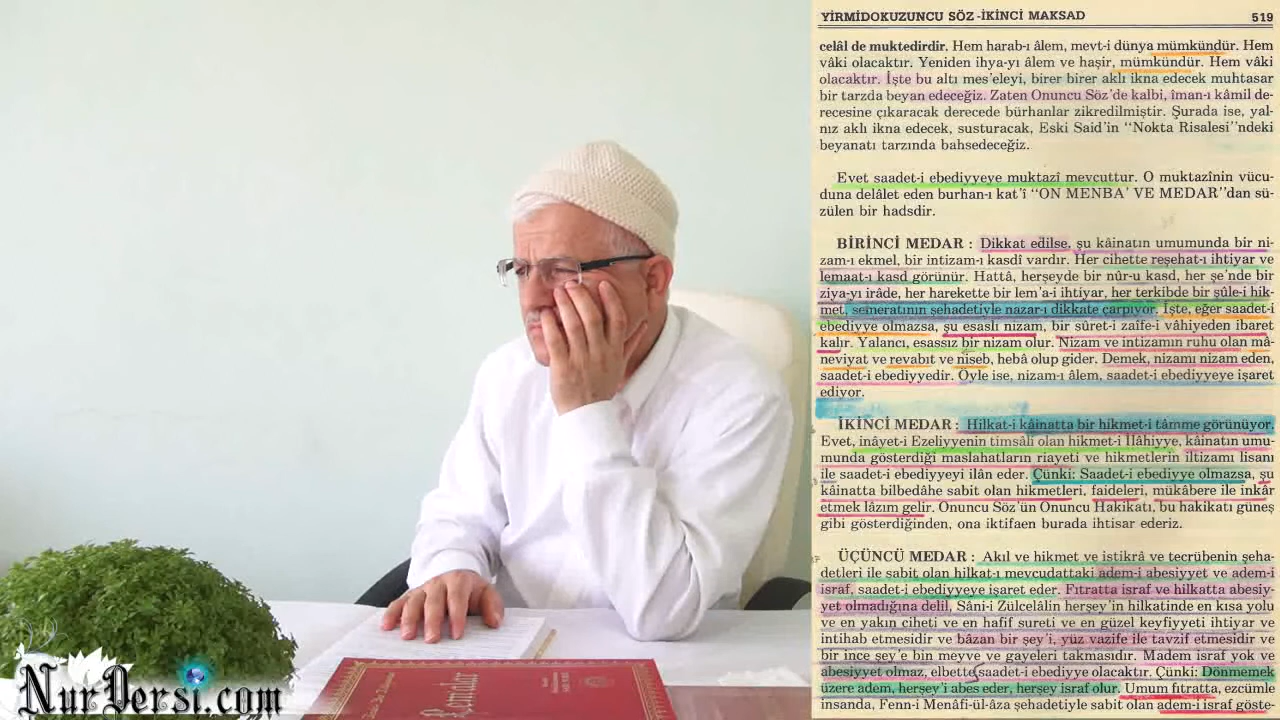 YİRMİDOKUZUNCU SÖZ -İKİNCİ MAKSAD 519
celâl de muktedirdir. Hem harab-ı âlem, mevt-i dünya mümkündür. Hem
vâki olacaktır. Yeniden ihya-yı âlem ve haşir, mümkündür. Hem vâki
olacaktır. İşte bu altı mes'eleyi, birer birer aklı ikna edecek muhtasar
bir tarzda beyan edeceğiz. Zaten Onuncu Söz'de kalbi, îman-ı kâmil de-
recesine çıkaracak derecede bürhanlar zikredilmiştir. Şurada ise, yal-
nız aklı ikna edecek, susturacak, Eski Said'in "Nokta Risalesi"ndeki
beyanatı tarzında bahsedeceğiz.
Evet saadet-i ebediyyeye muktazî mevcuttur. O muktazînin vücu-
duna delâlet eden burhan-ı kat'î "ON MENBA' VE MEDAR"dan sü-
zülen bir hadsdir.
BİRİNCİ MEDAR : Dikkat edilse, şu kâinatın umumunda bir ni-
zam-ı ekmel, bir intizam-ı kasdî vardır. Her cihette reşehat-ı ihtiyar ve
lemaat-ı kasd görünür. Hattâ, herşeyde bir nûr-u kasd, her şe'nde bir
ziya-yı irâde, her harekette bir lem'a-i ihtiyar, her terkibde bir şûle-i hik-
met, semeratının şehadetiyle nazar-ı dikkate çarpıyor. İşte, eğer saadet-i
ebediyye olmazsa, şu esaslı nizam, bir sûret-i zaîfe-i vâhiyeden ibaret
kalır. Yalancı, esassız bir nizam olur. Nizam ve intizamın ruhu olan mâ-
neviyat ve revabıt ve niseb, hebâ olup gider. Demek, nizamı nizam eden,
saadet-i ebediyyedir. Öyle ise, nizam-ı âlem, saadet-i ebediyyeye işaret
ediyor.
İKİNCİ MEDAR : Hilkat-i kâinatta bir hikmet-i tâmme görünüyor.
Evet, inâyet-i Ezeliyyenin timsâli olan hikmet-i İlâhiyye, kâinatın umu-
munda gösterdiği maslahatların riayeti ve hikmetlerin iltizamı lisanı
ile saadet-i ebediyyeyi ilân eder. Çünki: Saadet-i ebediyye olmazsa, şu
kâinatta bilbedâhe sabit olan hikmetleri, faideleri, mükâbere ile inkâr
etmek lâzım gelir. Onuncu Söz'ün Onuncu Hakikatı, bu hakikatı güneş
gibi gösterdiğinden, ona iktifaen burada ihtisar ederiz.
ÜÇÜNCÜ MEDAR : Akıl ve hikmet ve istikrâ ve tecrübenin şeha-
detleri ile sabit olan hilkat-ı mevcudattaki adem-i abesiyyet ve adem-i
israf, saadet-i ebediyyeye işaret eder. Fıtratta israf ve hilkatta abesiy-
yet olmadığına delil, Sâni-i Zülcelâlin herşey'in hilkatinde en kısa yolu
ve en yakın ciheti ve en hafif sureti ve en güzel keyfiyyeti ihtiyar ve
intihab etmesidir ve bâzan bir şey'i, yüz vazife ile tavzif etmesidir ve
bir ince şey'e bin meyve ve gayeleri takmasıdır. Madem israf yok ve
abesiyyet olmaz, elbette saadet-i ebediye olacaktır. Çünki: Dönmemek
üzere adem, herşey'i abes eder, herşey israf olur. Umum fıtratta, ezcümle
insanda, Fenn-i Menâfi-ül-âza şehadetiyle sabit olan adem-i israf göste-
NurDersi.com